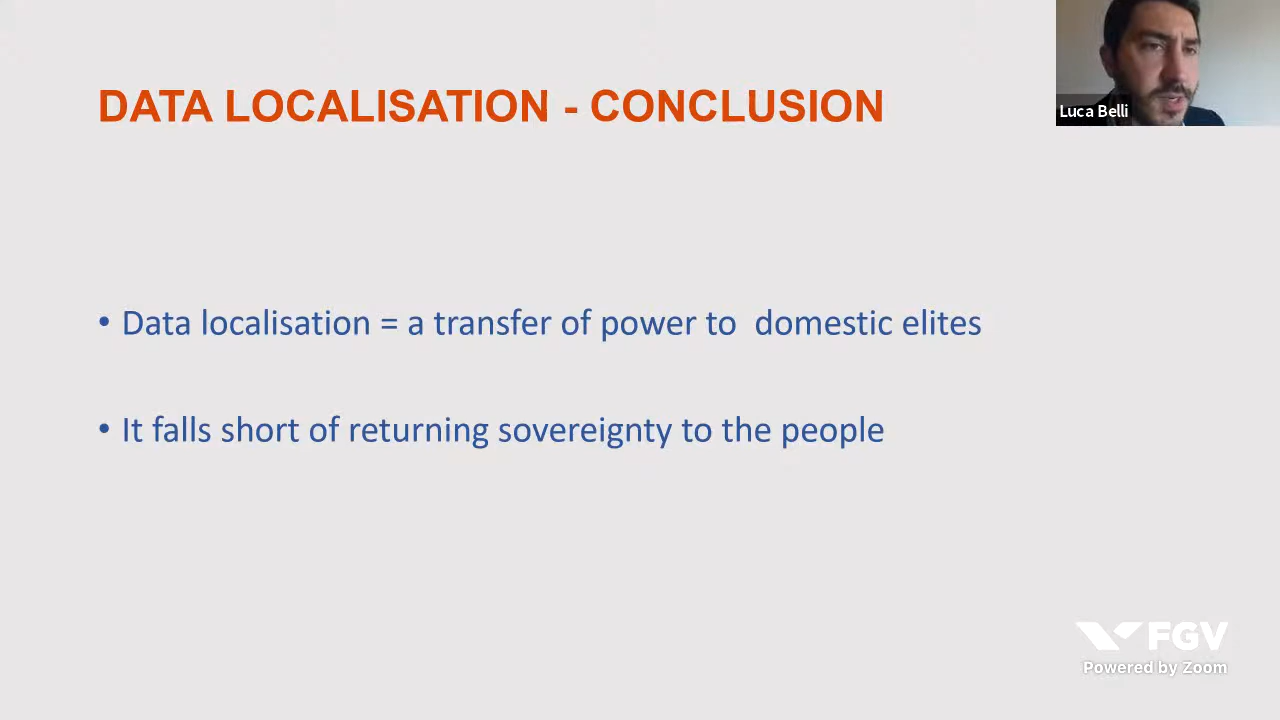 DATA LOCALISATION - CONCLUSION
Luca Belli
• Data localisation = a transfer of power to  domestic elites
• It falls short of returning sovereignty to the people
FGV
Powered by Zoom